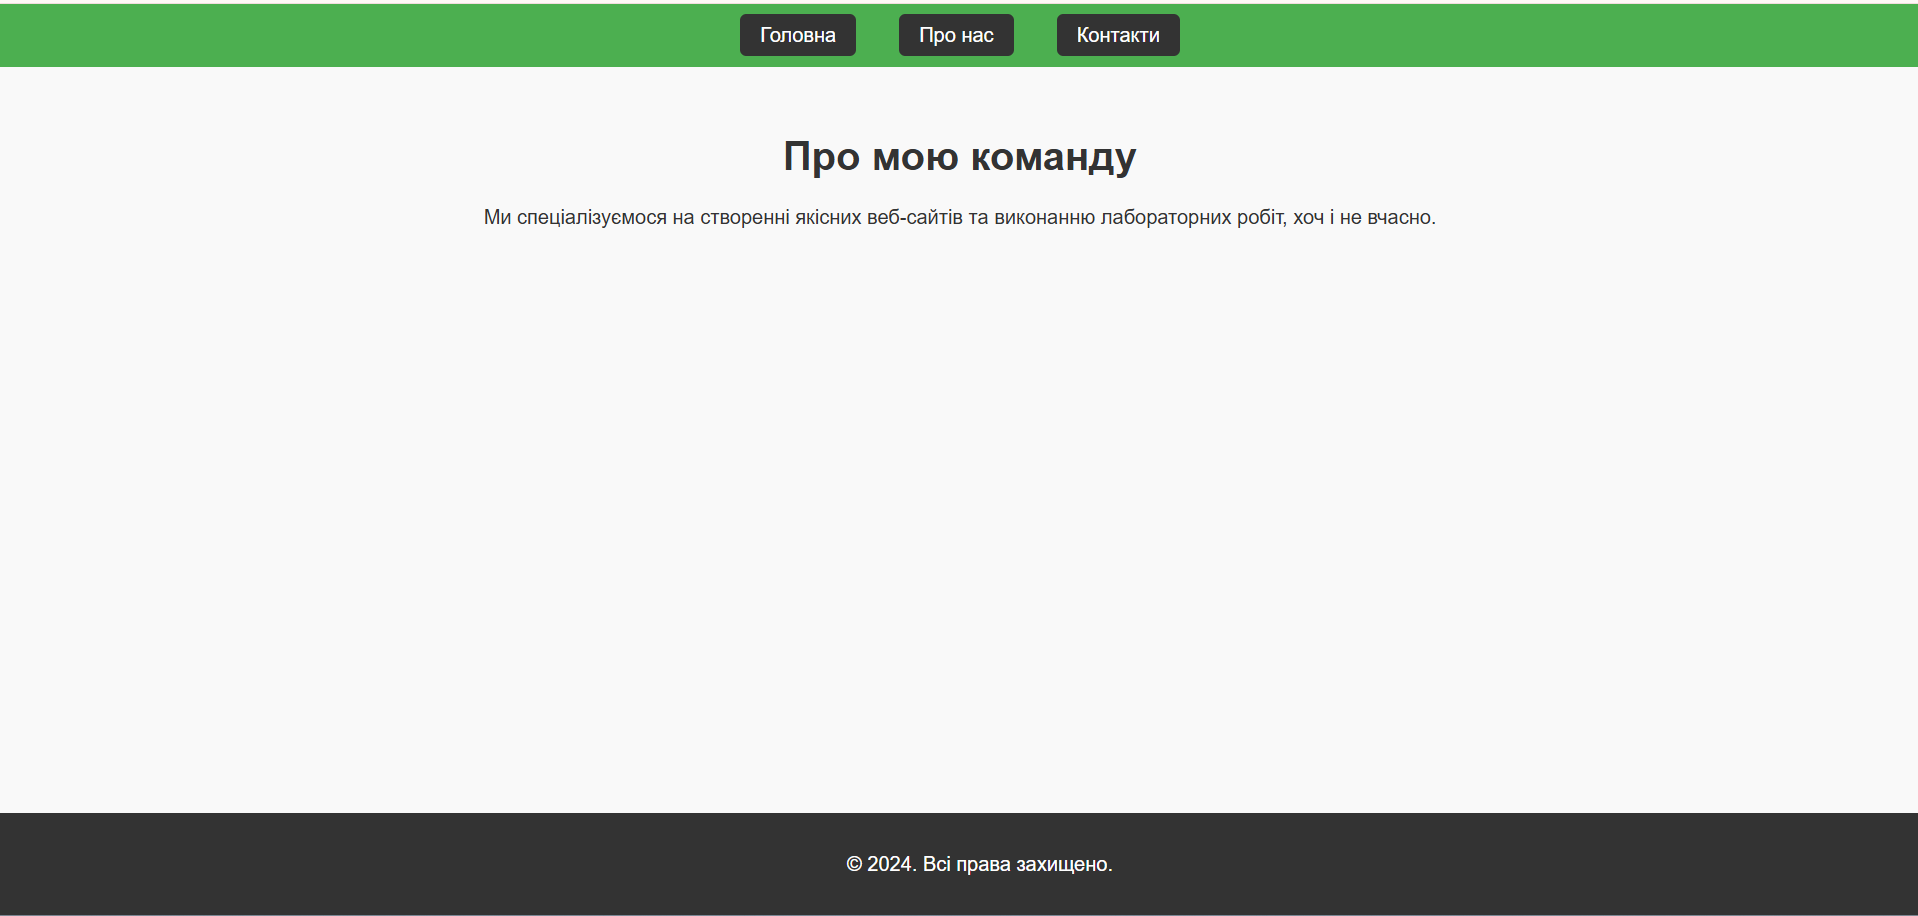 Головна Про нас Контакти
Про мою команду
Ми спеціалізуємося на створенні якісних веб-сайтів та виконанню лабораторних робіт, хоч і не вчасно.
© 2024. Всі права захищено.